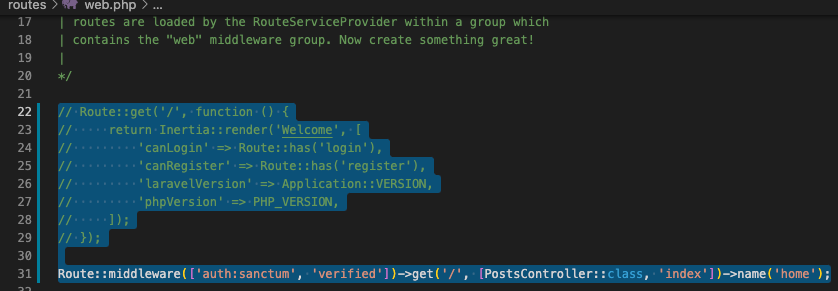 routes > web.php > ...
17 | routes are loaded by the RouteServiceProvider within a group which
18 | contains the "web" middleware group. Now create something great!
19 |
20 */
21
22 // Route::get('/', function () {
23 //     return Inertia::render('Welcome', [
24 //         'canLogin' => Route::has('login'),
25 //         'canRegister' => Route::has('register'),
26 //         'laravelVersion' => Application::VERSION,
27 //         'phpVersion' => PHP_VERSION,
28 //     ]);
29 // });
30
31 Route::middleware(['auth:sanctum', 'verified'])->get('/', [PostsController::class, 'index'])->name('home');
32